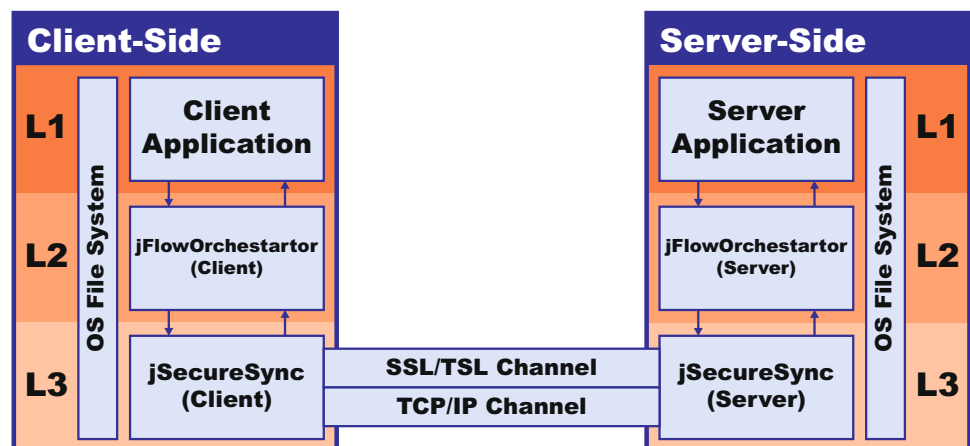 Client-Side
L1
OS File System
Client
Application
L2
jFlowOrchestartor
(Client)
L3
jSecureSync
(Client)
SSL/TSL Channel
TCP/IP Channel
Server-Side
Server
Application
OS File System
L1
jFlowOrchestartor
(Server)
L2
jSecureSync
(Server)
L3